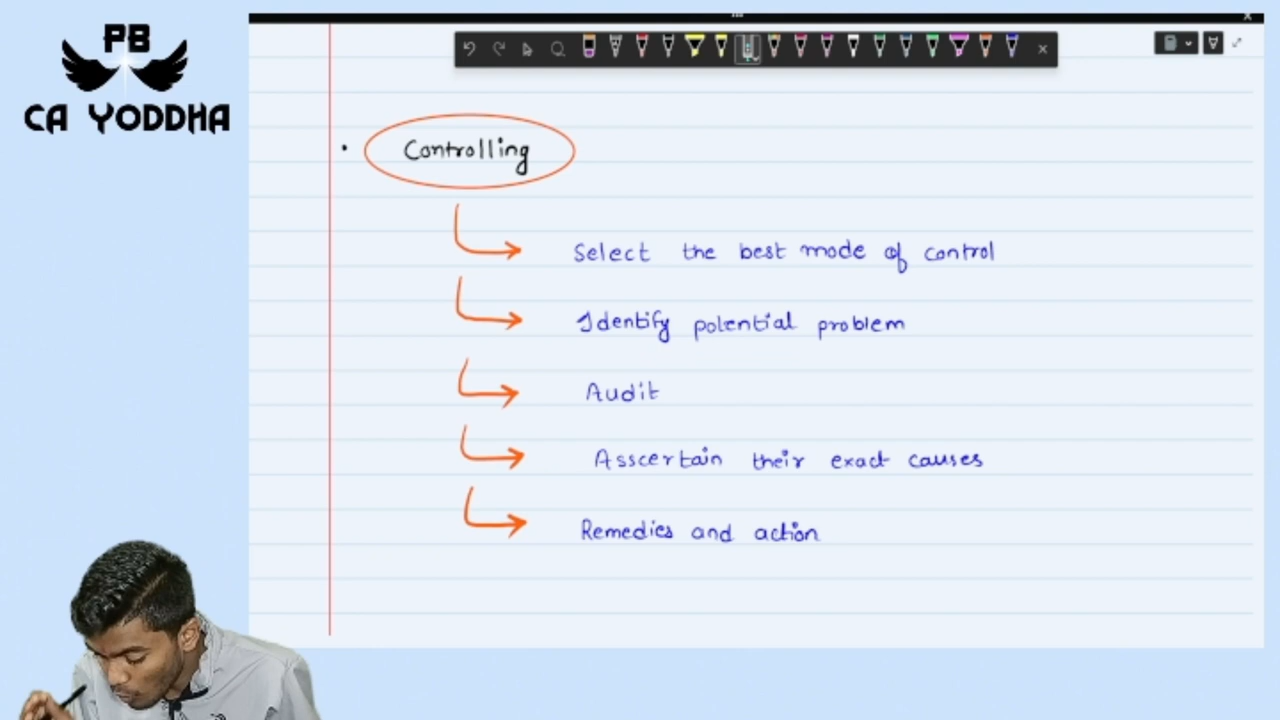 PB
CA YODDHA
• Controlling
Select the best mode of control
Identify potential problem
Audit
Asscertain their exact causes
Remedies and action